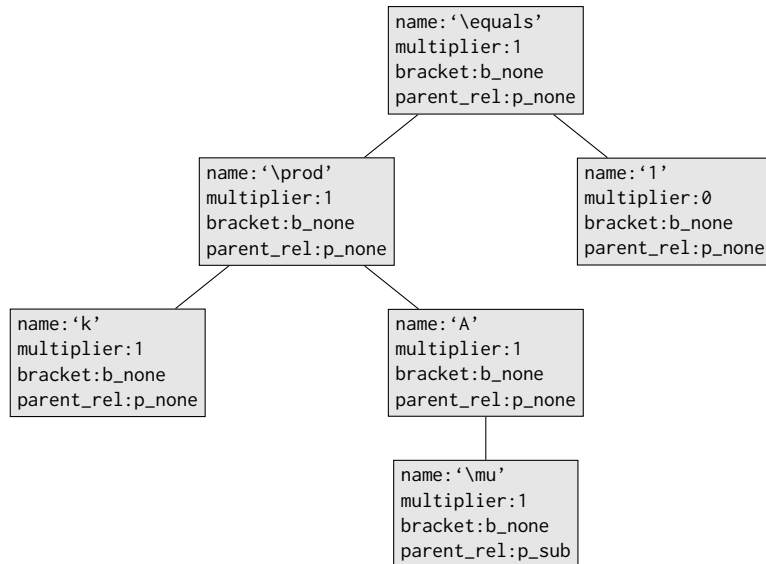 name:‘\equals’
multiplier:1
bracket:b_none
parent_rel:p_none
name:‘\prod’
multiplier:1
bracket:b_none
parent_rel:p_none
name:‘1’
multiplier:0
bracket:b_none
parent_rel:p_none
name:‘k’
multiplier:1
bracket:b_none
parent_rel:p_none
name:‘A’
multiplier:1
bracket:b_none
parent_rel:p_none
name:‘\mu’
multiplier:1
bracket:b_none
parent_rel:p_sub